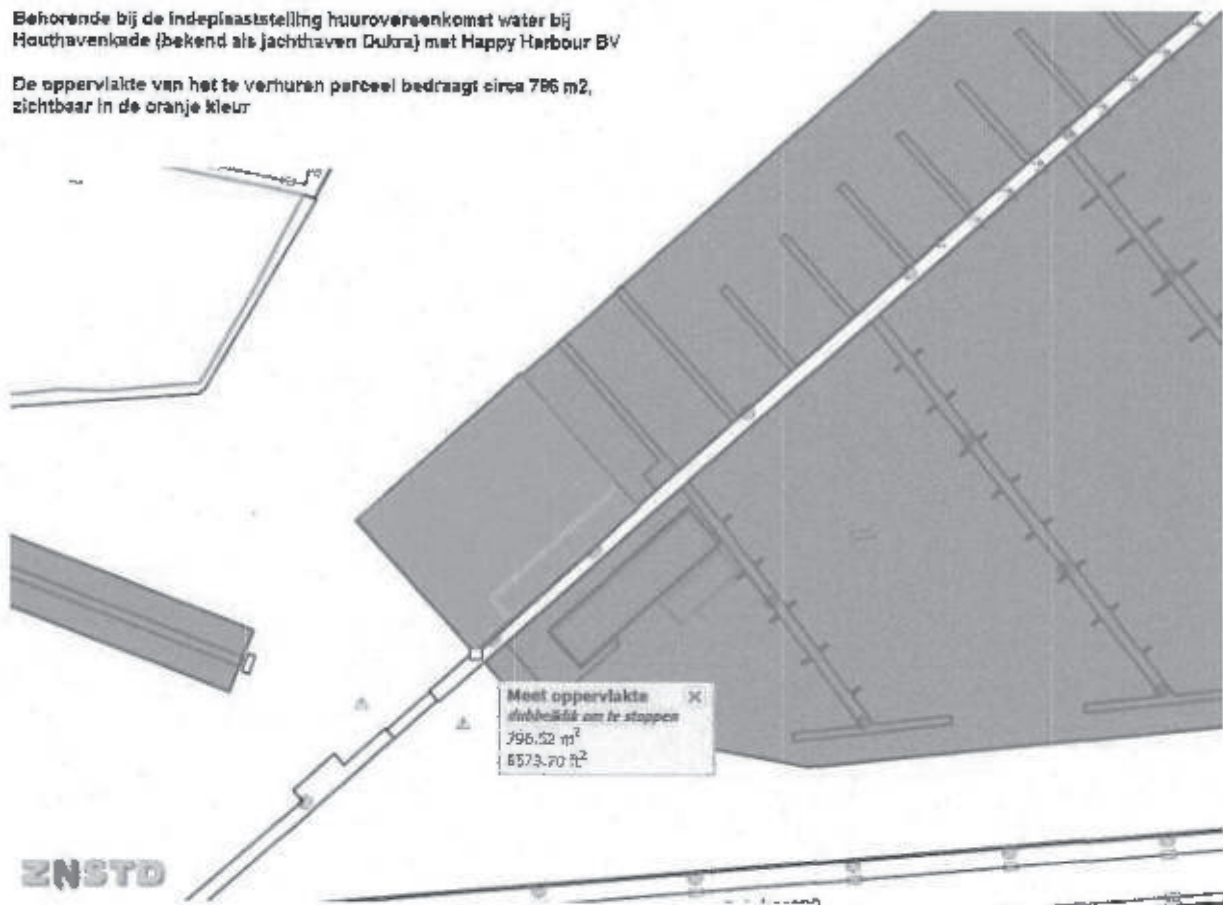 Behorende bij de indeplaatsstelling huurovereenkomst water bij
Houthavenkade (bekend als jachthaven Dukra) met Happy Harbour BV
De oppervlakte van het te verhuren perceel bedraagt circa 796 m2,
zichtbaar in de oranje kleur
Meet oppervlakte
dubbelklik om te stoppen
796.52 m²
8573.70 ft²
ZNSTD